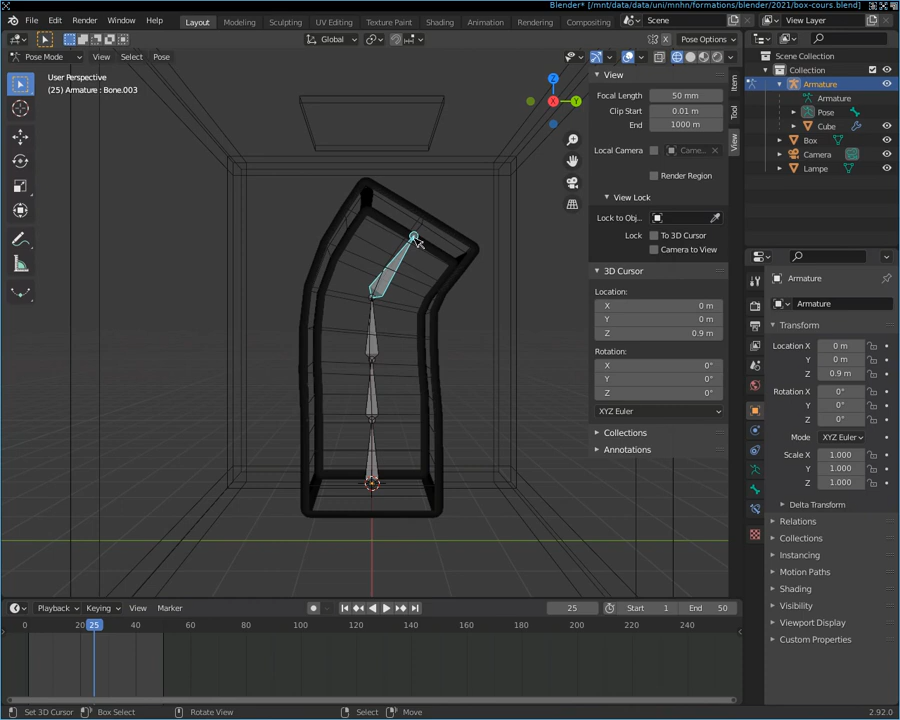 Blender* [/mnt/data/data/uni/mnhn/formations/blender/2021/box-cours.blend]
File Edit Render Window Help Layout Modeling Sculpting UV Editing Texture Paint Shading Animation Rendering Compositing Scene View Layer
Global X Pose Options
Pose Mode View Select Pose
User Perspective
(25) Armature : Bone.003
Z
X Y
View
Focal Length 50 mm
Clip Start 0.01 m
End 1000 m
Local Camera Came...
Render Region
View Lock
Lock to Obj...
Lock To 3D Cursor
Camera to View
3D Cursor
Location:
X 0 m
Y 0 m
Z 0.9 m
Rotation:
X 0°
Y 0°
Z 0°
XYZ Euler
Collections
Annotations
Item
Tool
View
Scene Collection
Collection
Armature
Armature
Pose
Cube
Box
Camera
Lampe
Armature
Armature
Transform
Location X 0 m
Y 0 m
Z 0.9 m
Rotation X 0°
Y 0°
Z 0°
Mode XYZ Euler
Scale X 1.000
Y 1.000
Z 1.000
Delta Transform
Relations
Collections
Instancing
Motion Paths
Shading
Visibility
Viewport Display
Custom Properties
Playback Keying View Marker 25 Start 1 End 50
0 20 25 40 60 80 100 120 140 160 180 200 220 240
Set 3D Cursor Box Select Rotate View Select Move 2.92.0